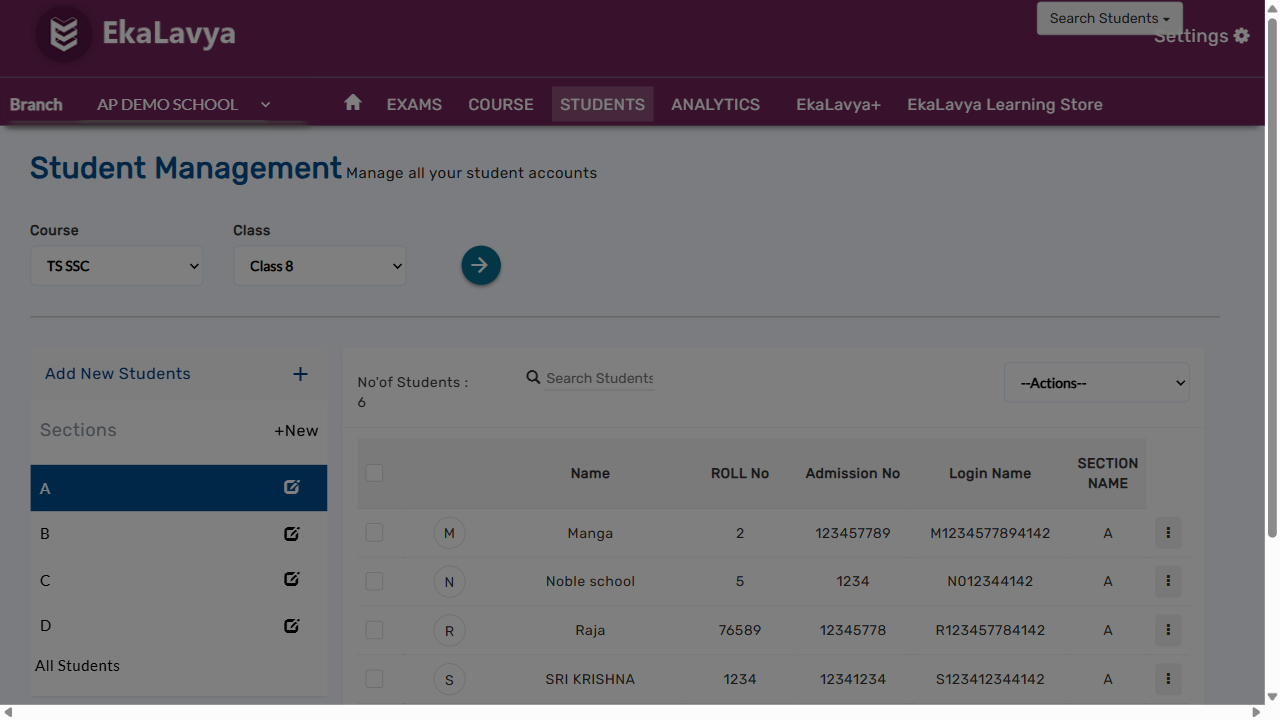 EkaLavya
Search Students
Settings
Branch AP DEMO SCHOOL EXAMS COURSE STUDENTS ANALYTICS EkaLavya+ EkaLavya Learning Store
Student Management Manage all your student accounts
Course Class
TS SSC Class 8
Add New Students +
Sections +New
A
B
C
D
All Students
No'of Students :
6
Search Students
--Actions--
Name ROLL No Admission No Login Name SECTION NAME
M Manga 2 123457789 M1234577894142 A
N Noble school 5 1234 N012344142 A
R Raja 76589 12345778 R123457784142 A
S SRI KRISHNA 1234 12341234 S123412344142 A